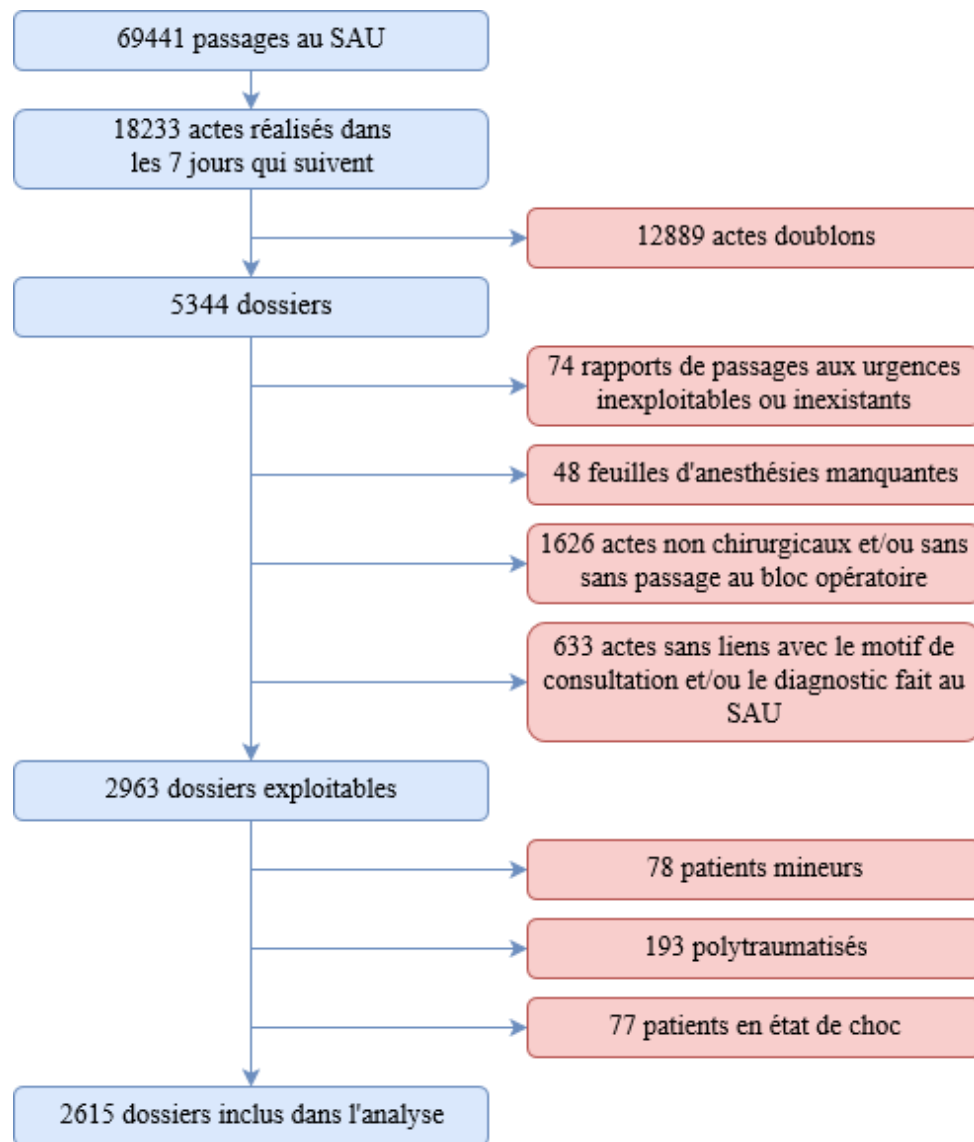 69441 passages au SAU
18233 actes réalisés dans
les 7 jours qui suivent
12889 actes doublons
5344 dossiers
74 rapports de passages aux urgences
inexploitables ou inexistants
48 feuilles d'anesthésies manquantes
1626 actes non chirurgicaux et/ou sans
sans passage au bloc opératoire
633 actes sans liens avec le motif de
consultation et/ou le diagnostic fait au
SAU
2963 dossiers exploitables
78 patients mineurs
193 polytraumatisés
77 patients en état de choc
2615 dossiers inclus dans l'analyse